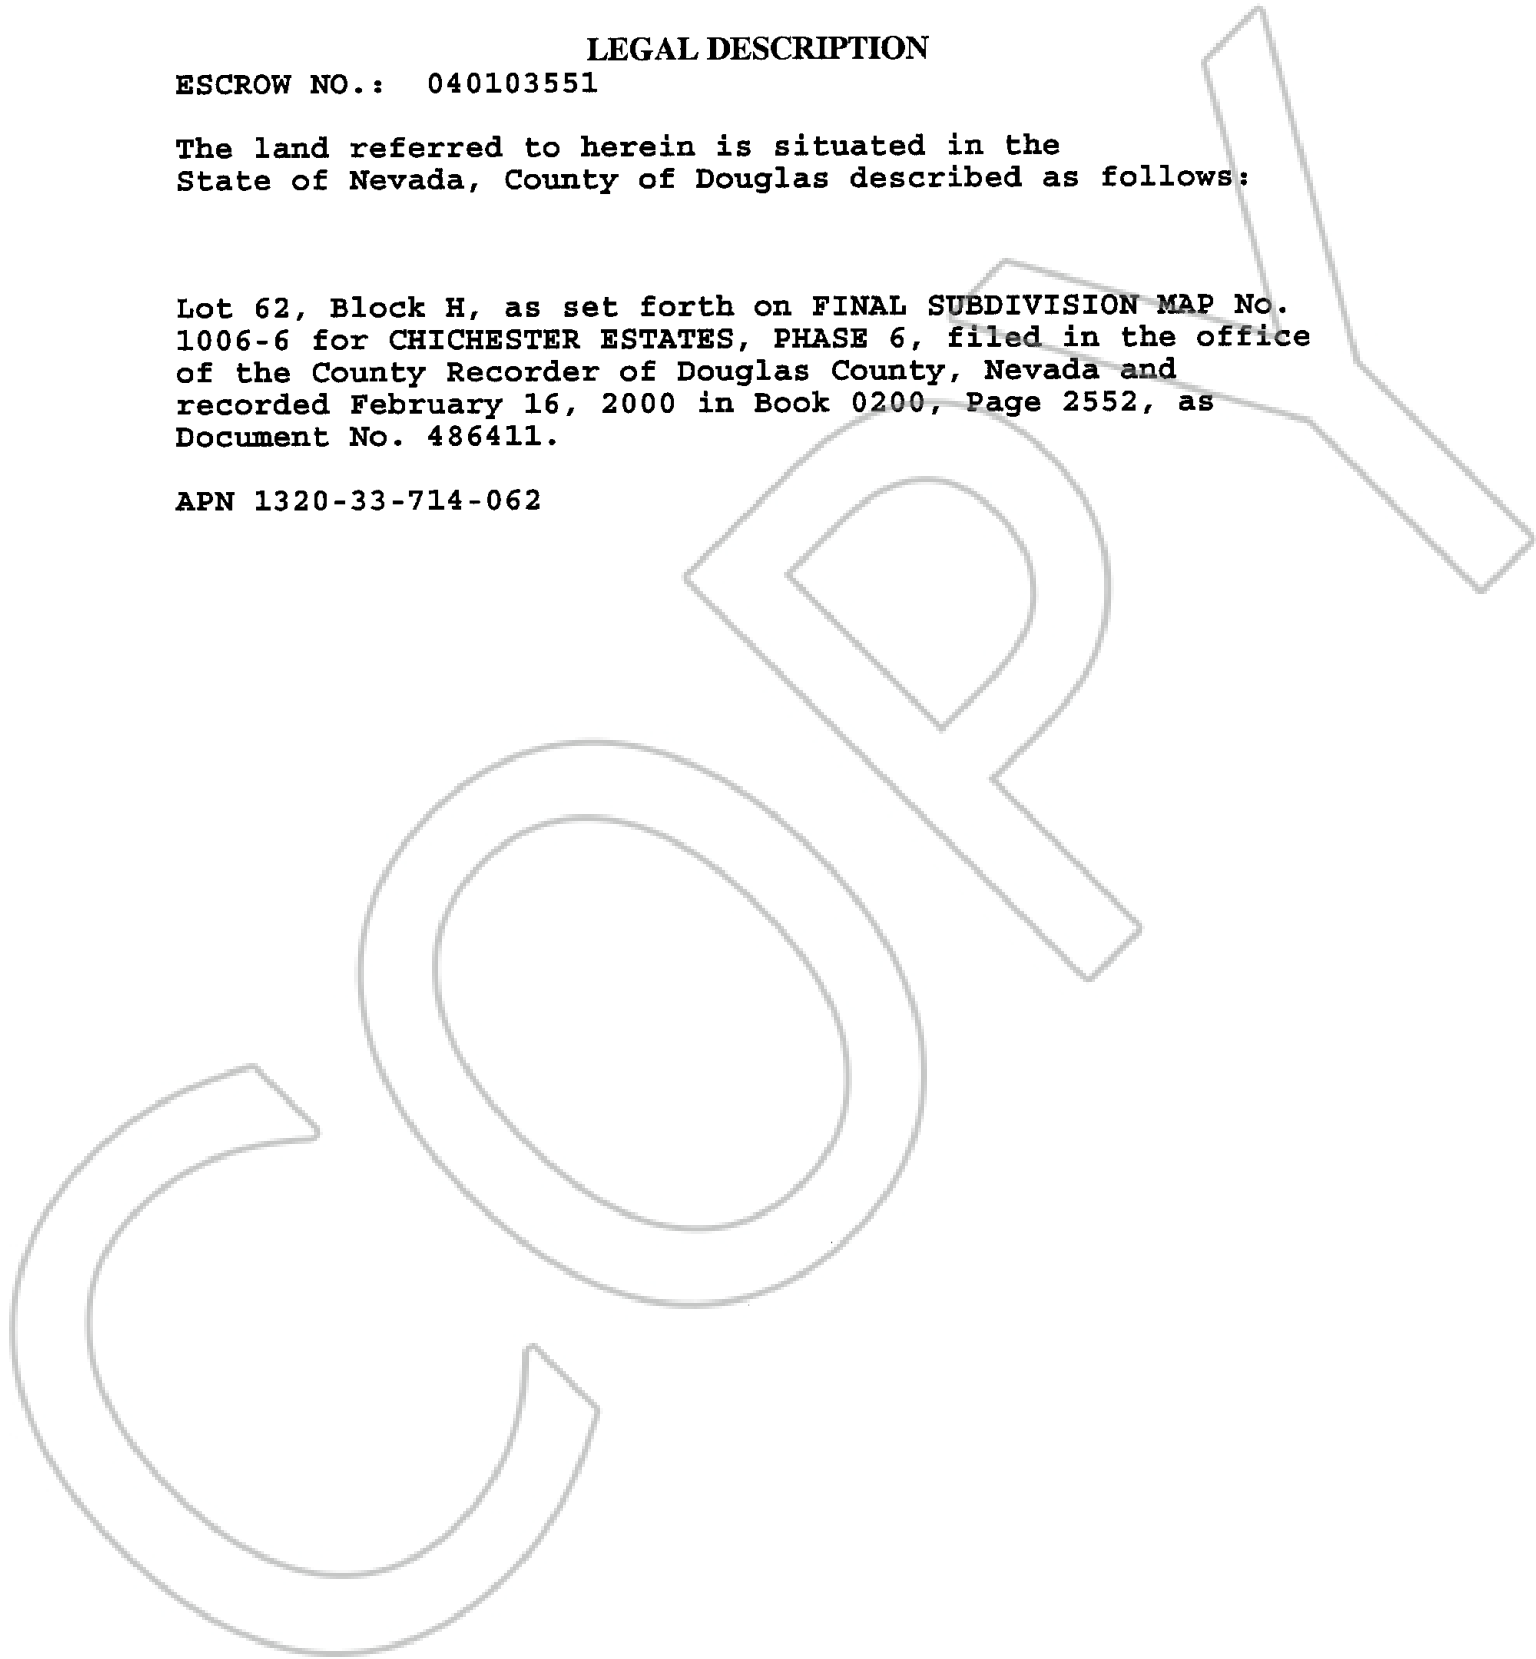 LEGAL DESCRIPTION
ESCROW NO.: 040103551
The land referred to herein is situated in the
State of Nevada, County of Douglas described as follows:
Lot 62, Block H, as set forth on FINAL SUBDIVISION MAP No.
1006-6 for CHICHESTER ESTATES, PHASE 6, filed in the office
of the County Recorder of Douglas County, Nevada and
recorded February 16, 2000 in Book 0200, Page 2552, as
Document No. 486411.
APN 1320-33-714-062
COPY